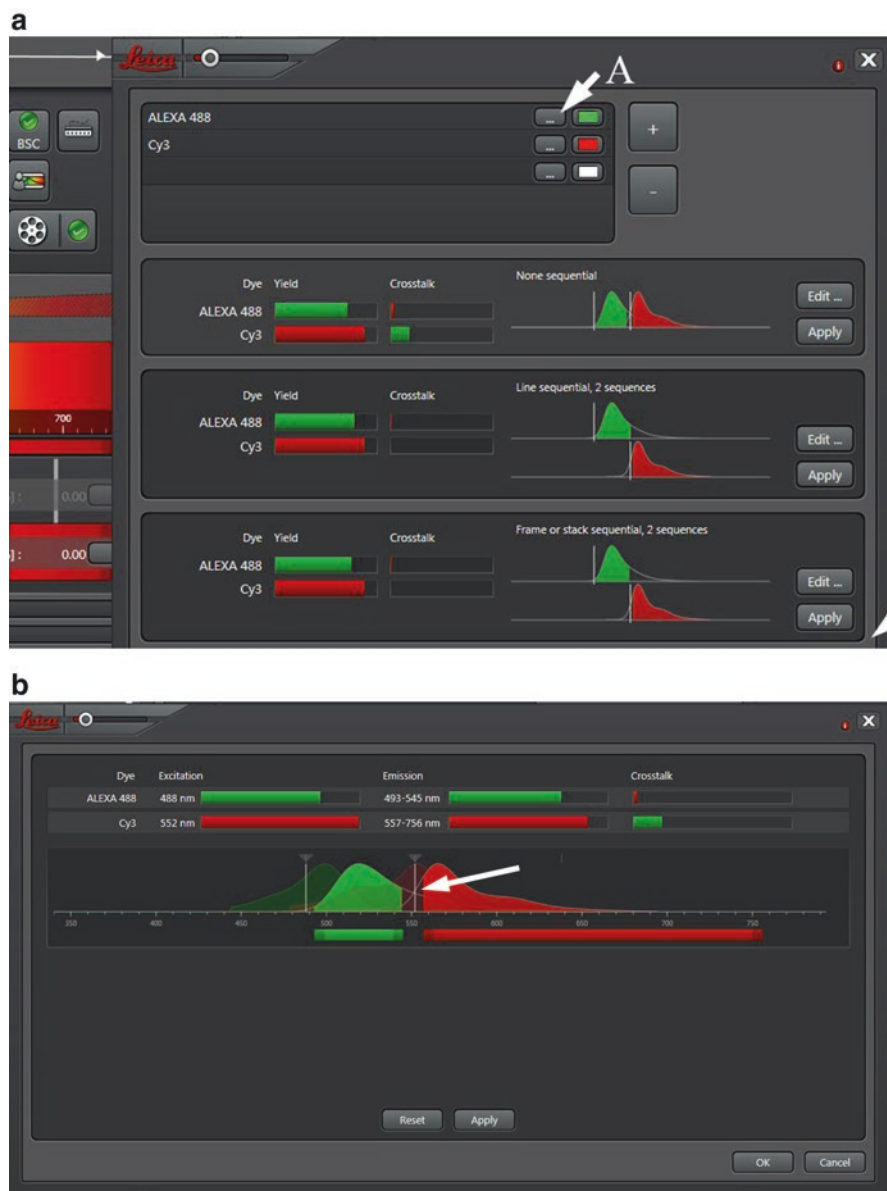 a
Leica
A
ALEXA 488 ...
Cy3 ...
...
+
-
BSC
Dye Yield Crosstalk None sequential
ALEXA 488
Cy3
Edit ...
Apply
700
Dye Yield Crosstalk Line sequential, 2 sequences
ALEXA 488
Cy3
Edit ...
Apply
]: 0.00
]: 0.00
Dye Yield Crosstalk Frame or stack sequential, 2 sequences
ALEXA 488
Cy3
Edit ...
Apply
b
Leica
Dye Excitation Emission Crosstalk
ALEXA 488 488 nm 493-545 nm
Cy3 552 nm 557-756 nm
350 400 450 500 550 600 650 700 750
Reset Apply
OK Cancel